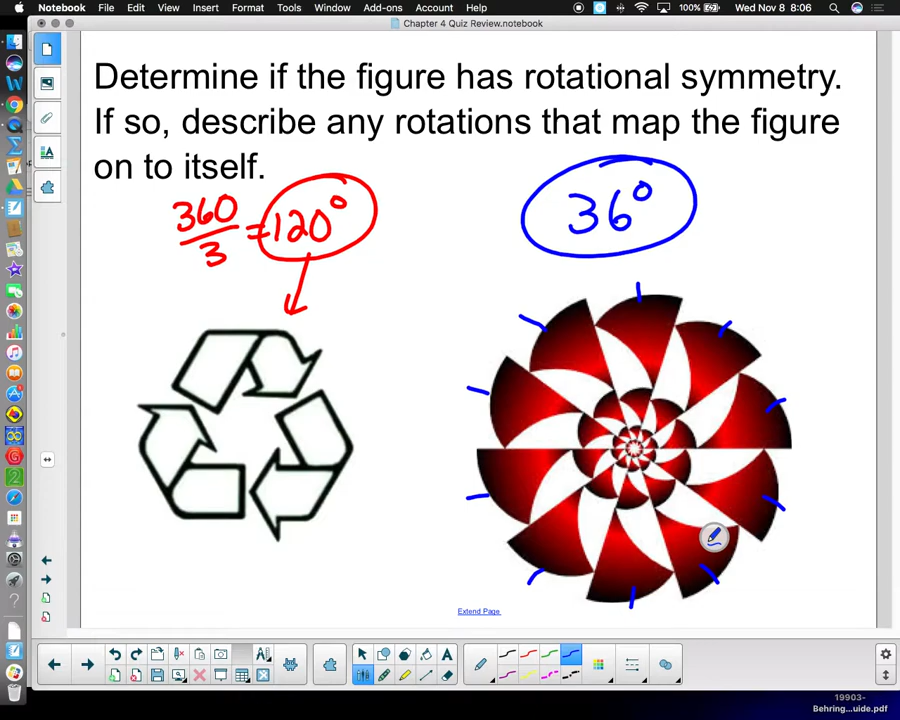 Notebook File Edit View Insert Format Tools Window Add-ons Account Help 100% Wed Nov 8 8:06
Chapter 4 Quiz Review.notebook
Determine if the figure has rotational symmetry.
If so, describe any rotations that map the figure
on to itself.
360/3 = 120°
36°
Extend Page
19903-
Behring...uide.pdf